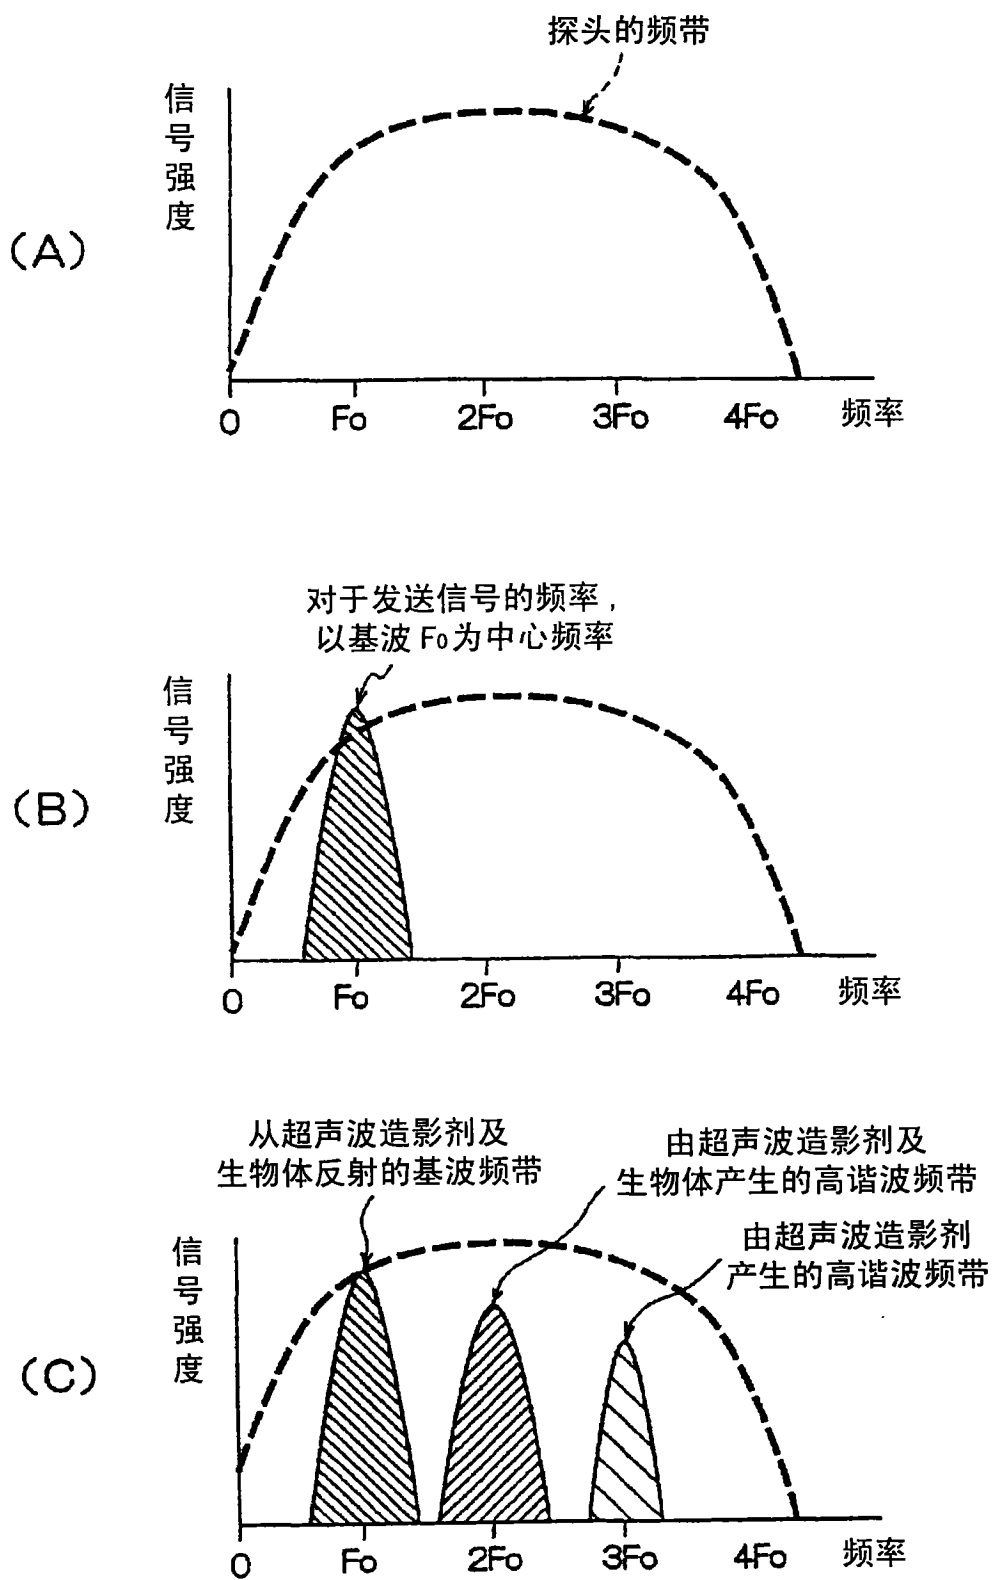 探头的频带
信号强度
(A)
0 Fo 2Fo 3Fo 4Fo 频率
对于发送信号的频率，
以基波 Fo为中心频率
信号强度
(B)
0 Fo 2Fo 3Fo 4Fo 频率
从超声波造影剂及
生物体反射的基波频带
由超声波造影剂及
生物体产生的高谐波频带
由超声波造影剂
产生的高谐波频带
信号强度
(C)
0 Fo 2Fo 3Fo 4Fo 频率